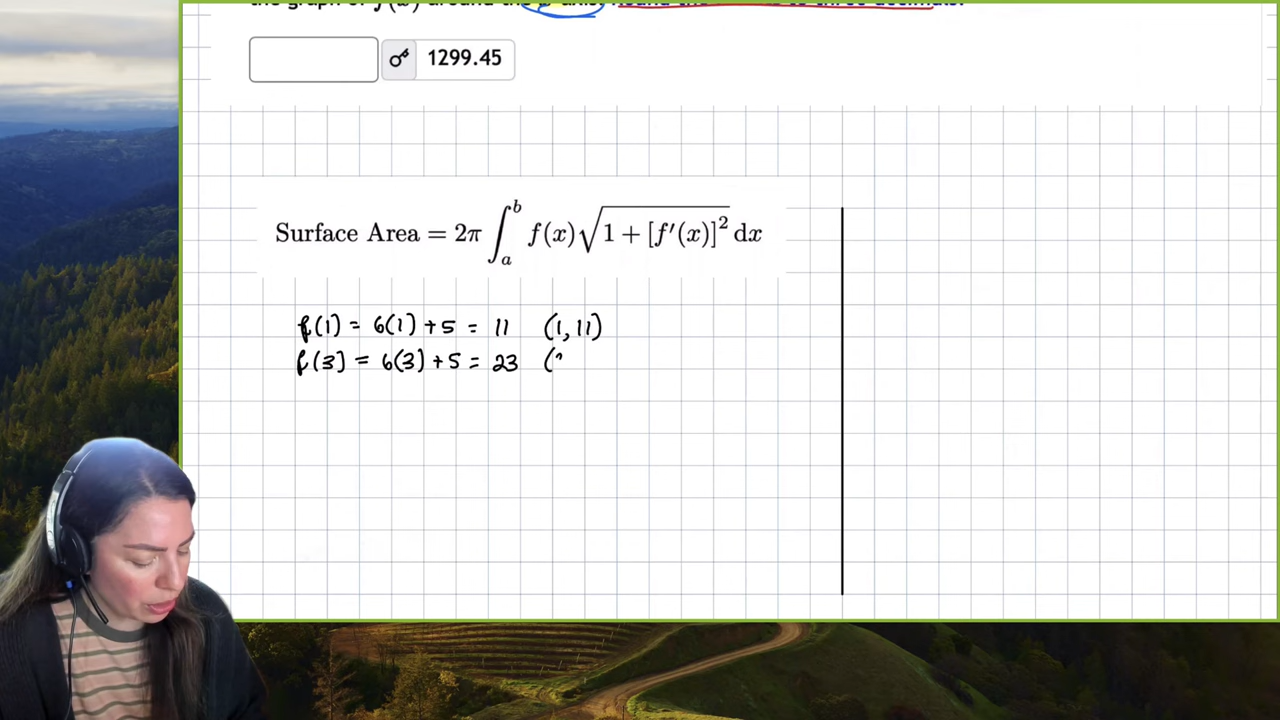 1299.45
Surface Area = 2π ∫_a^b f(x)√(1 + [f′(x)]²) dx
f(1) = 6(1) + 5 = 11 (1, 11)
f(3) = 6(3) + 5 = 23 (